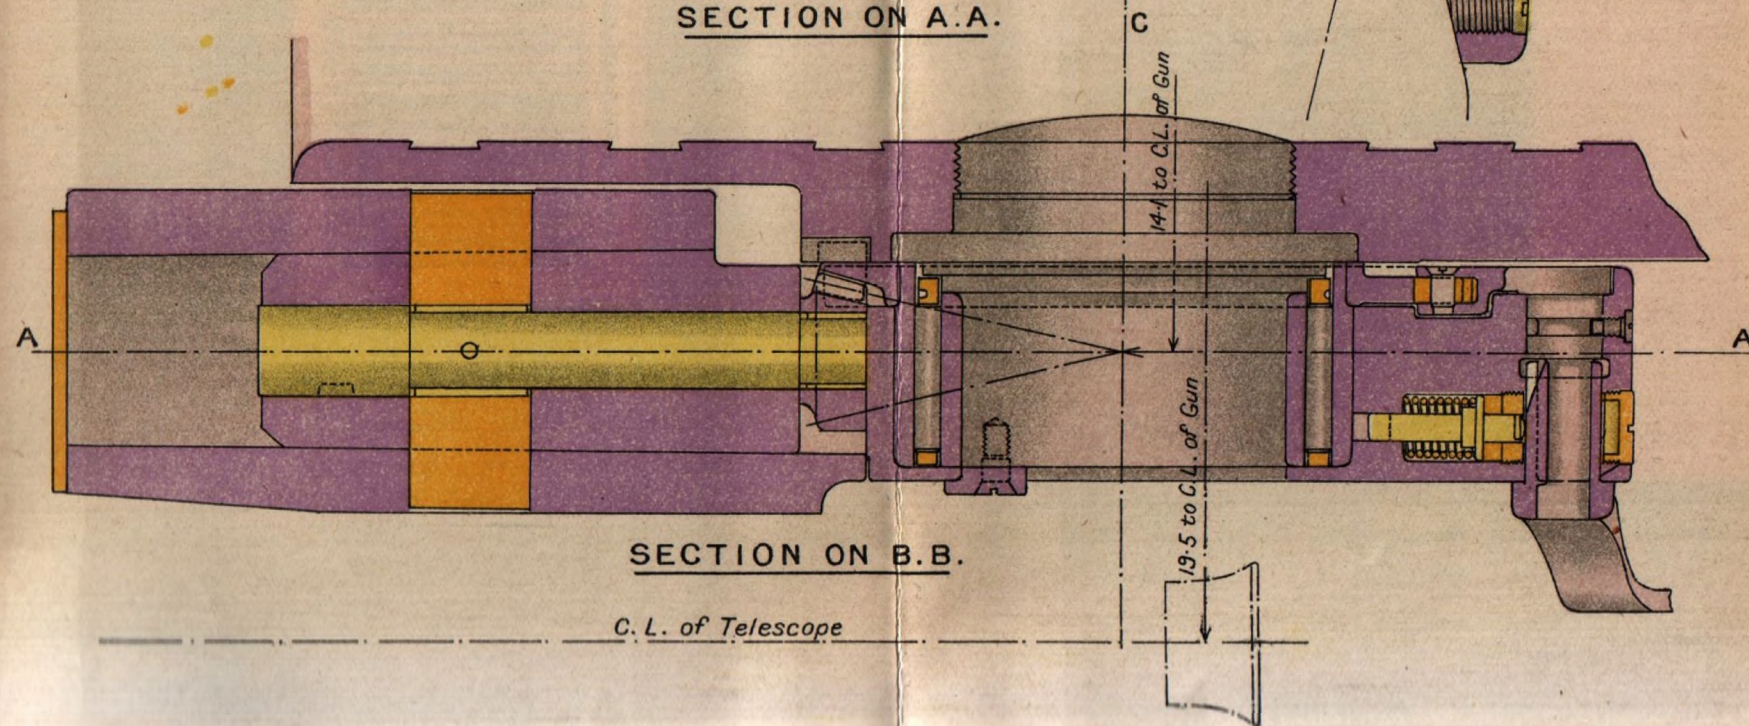 SECTION ON A.A.
C
14.1 to C.L. of Gun
A
A
19.5 to C.L. of Gun
SECTION ON B.B.
C. L. of Telescope